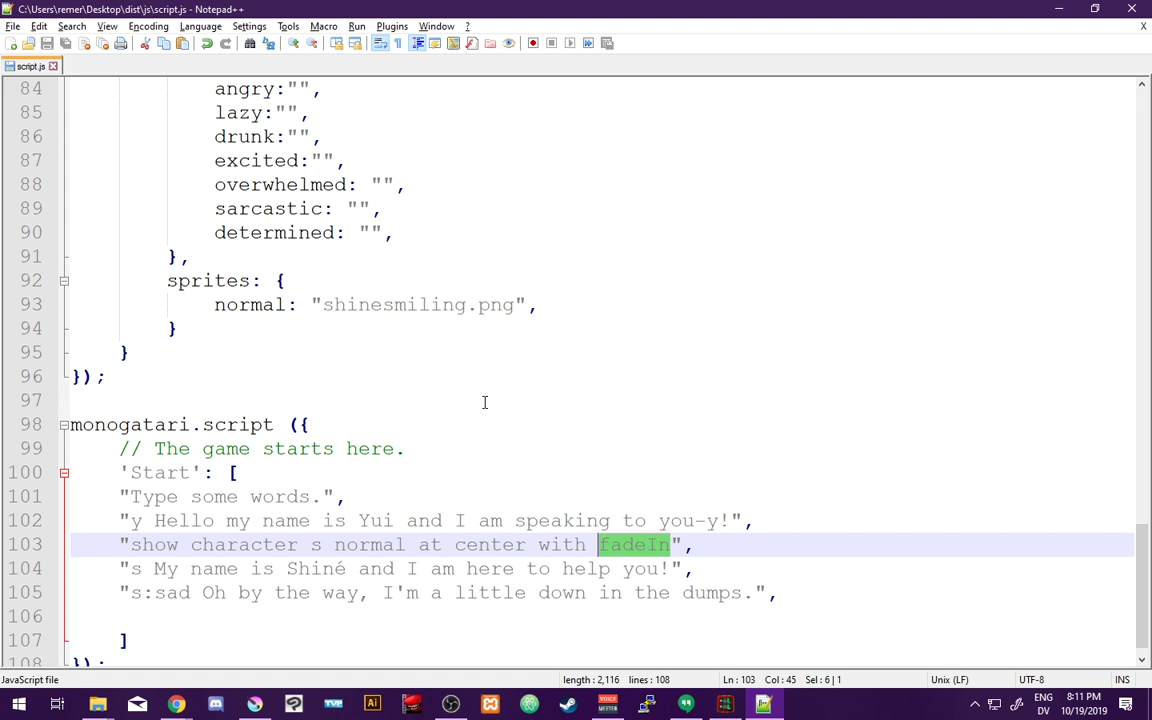 C:\Users\remer\Desktop\dist\js\script.js - Notepad++
File Edit Search View Encoding Language Settings Tools Macro Run Plugins Window ? X
script.js
84 angry:"",
85 lazy:"",
86 drunk:"",
87 excited:"",
88 overwhelmed: "",
89 sarcastic: "",
90 determined: "",
91 },
92 sprites: {
93 normal: "shinesmiling.png",
94 }
95 }
96 });
97
98 monogatari.script ({
99 // The game starts here.
100 'Start': [
101 "Type some words.",
102 "y Hello my name is Yui and I am speaking to you-y!",
103 "show character s normal at center with fadeIn",
104 "s My name is Shiné and I am here to help you!",
105 "s:sad Oh by the way, I'm a little down in the dumps.",
106
107 ]
108 });
JavaScript file length : 2,116 lines : 108 Ln : 103 Col : 45 Sel : 6 | 1 Unix (LF) UTF-8 INS
ENG 8:11 PM
DV 10/19/2019